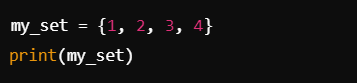 my_set = {1, 2, 3, 4}
print(my_set)